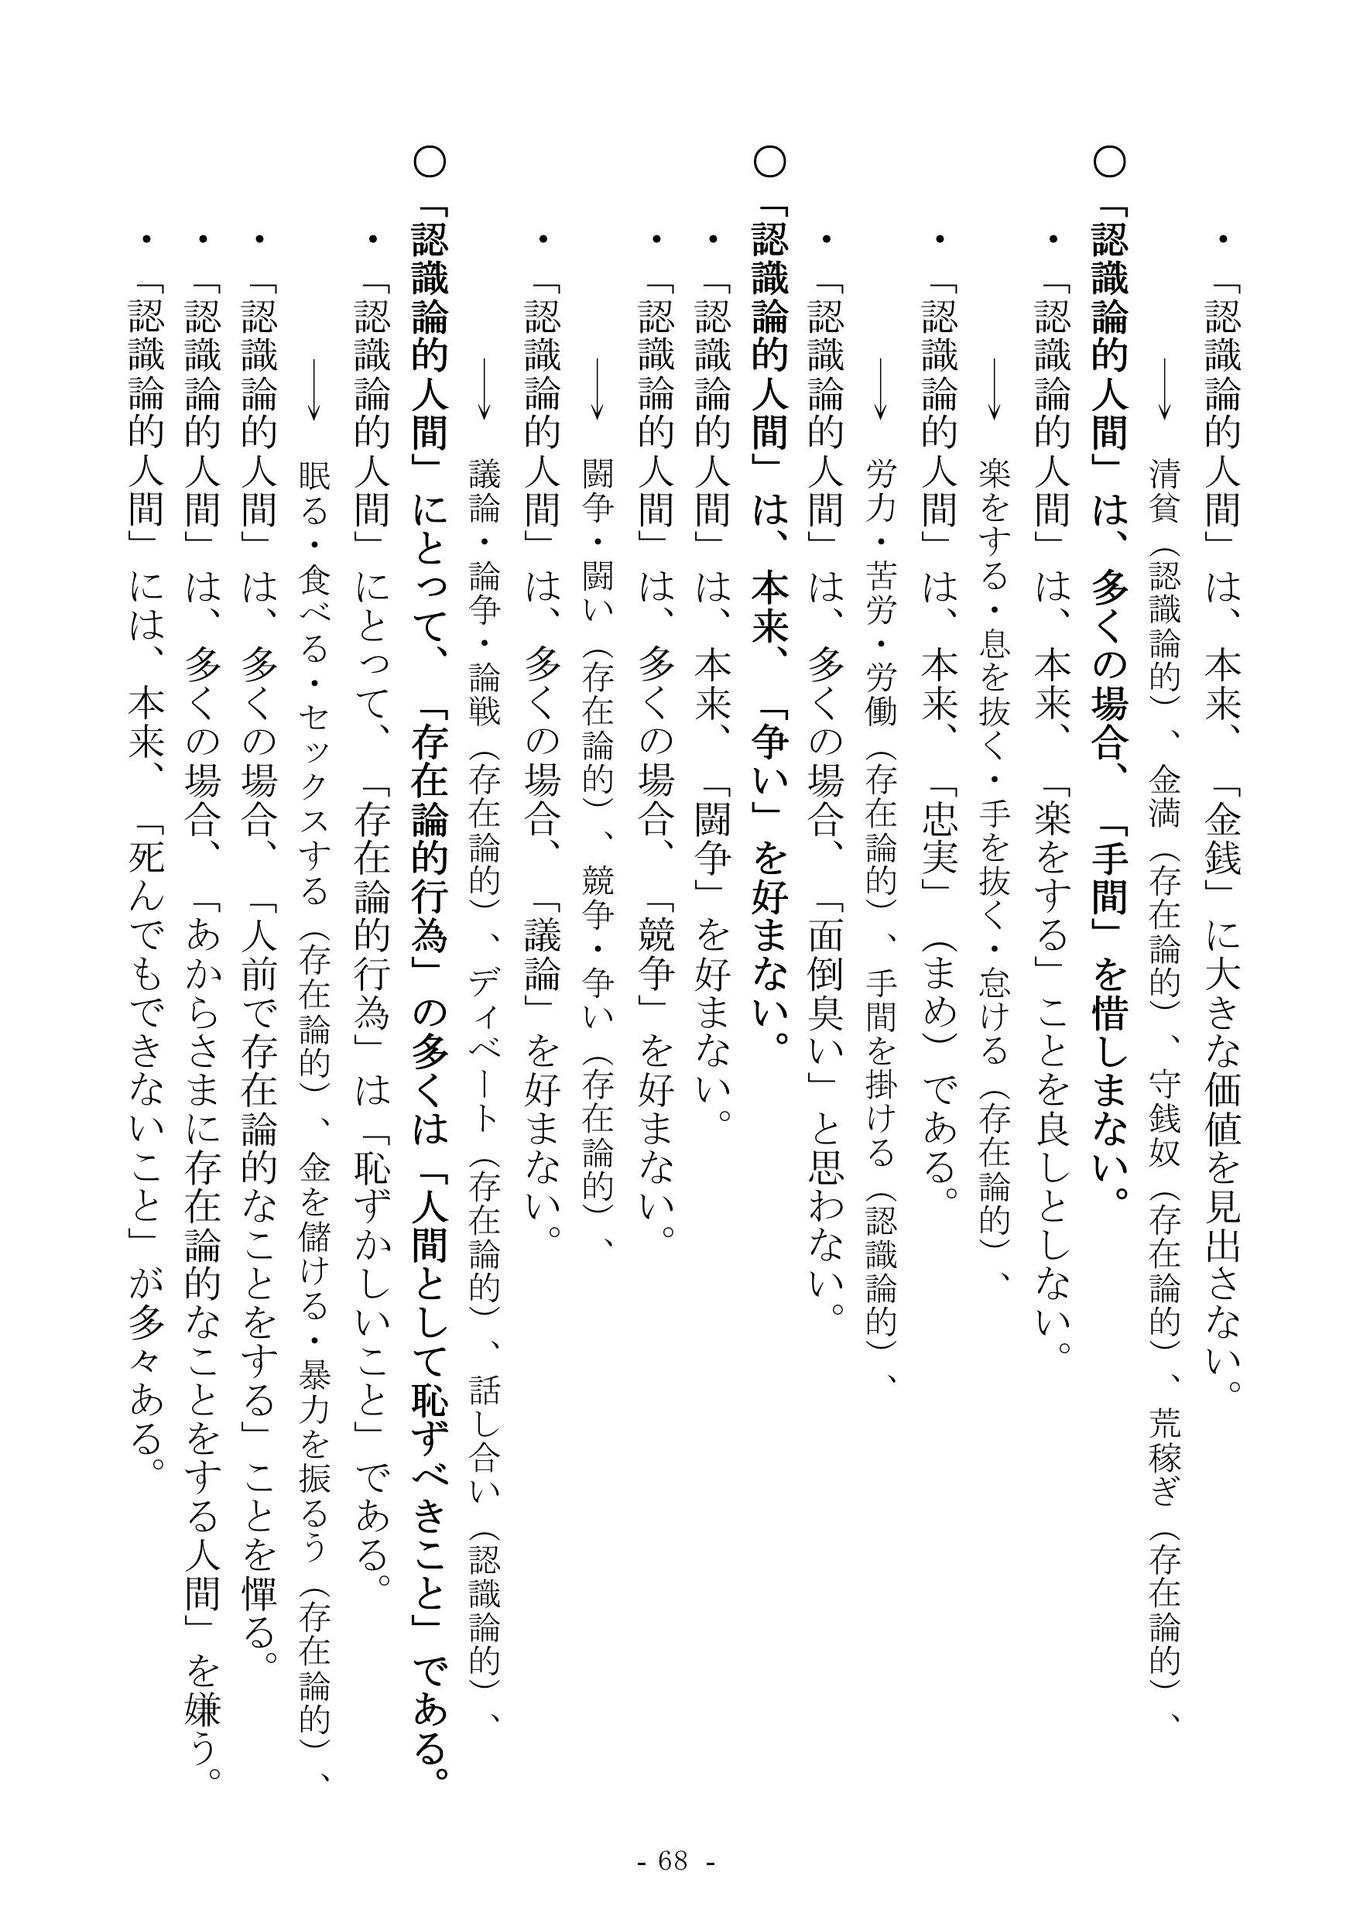 ・「認識論的人間」は、本来、「金銭」に大きな価値を見出さない。
→ 清貧（認識論的）、金満（存在論的）、守銭奴（存在論的）、荒稼ぎ（存在論的）、
〇「認識論的人間」は、多くの場合、「手間」を惜しまない。
・「認識論的人間」は、本来、「楽をする」ことを良しとしない。
→ 楽をする・息を抜く・手を抜く・怠ける（存在論的）、
・「認識論的人間」は、本来、「忠実」（まめ）である。
→ 労力・苦労・労働（存在論的）、手間を掛ける（認識論的）、
・「認識論的人間」は、多くの場合、「面倒臭い」と思わない。
〇「認識論的人間」は、本来、「争い」を好まない。
・「認識論的人間」は、本来、「闘争」を好まない。
・「認識論的人間」は、多くの場合、「競争」を好まない。
→ 闘争・闘い（存在論的）、競争・争い（存在論的）、
・「認識論的人間」は、多くの場合、「議論」を好まない。
→ 議論・論争・論戦（存在論的）、ディベート（存在論的）、話し合い（認識論的）、
〇「認識論的人間」にとって、「存在論的行為」の多くは「人間として恥ずべきこと」である。
・「認識論的人間」にとって、「存在論的行為」は「恥ずかしいこと」である。
→ 眠る・食べる・セックスする（存在論的）、金を儲ける・暴力を振るう（存在論的）、
・「認識論的人間」は、多くの場合、「人前で存在論的なことをする」ことを憚る。
・「認識論的人間」は、多くの場合、「あからさまに存在論的なことをする人間」を嫌う。
・「認識論的人間」には、本来、「死んでもできないこと」が多々ある。
- 68 -